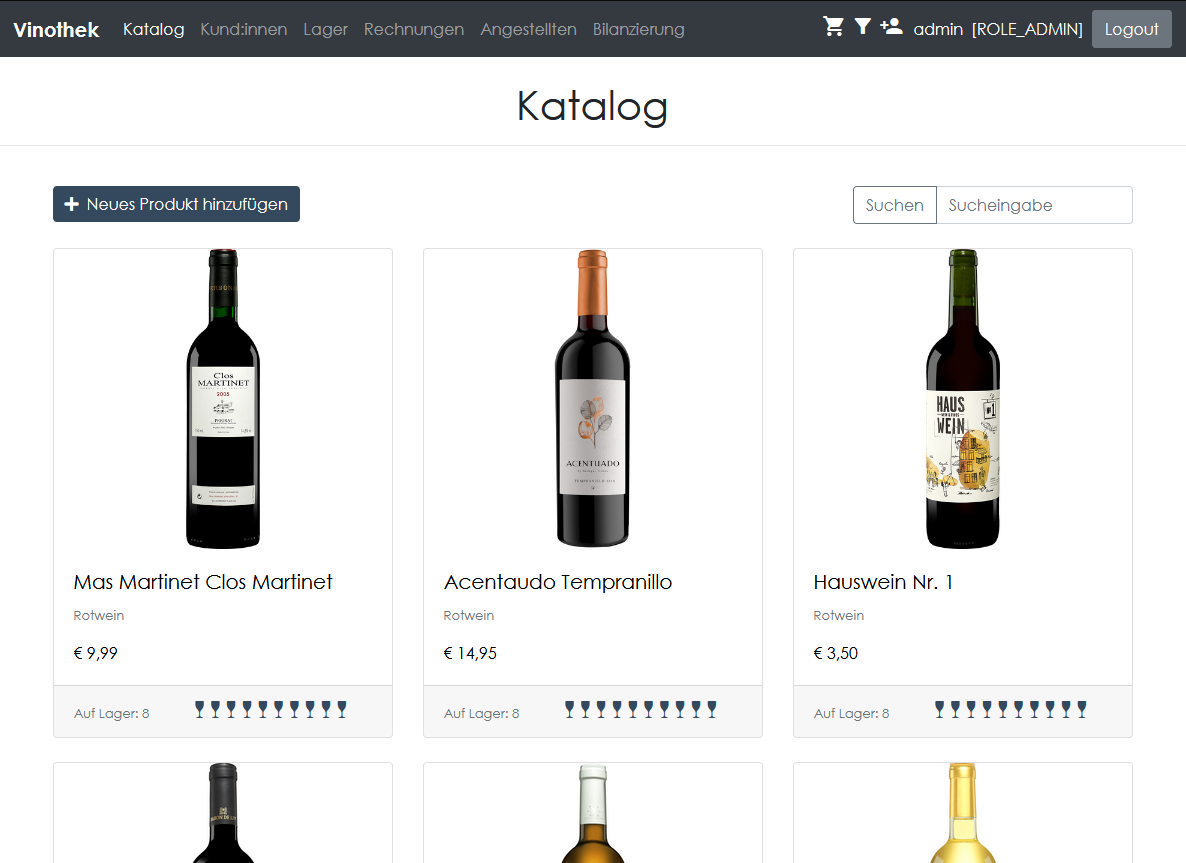 Vinothek Katalog Kund:innen Lager Rechnungen Angestellten Bilanzierung admin [ROLE_ADMIN] Logout
Katalog
Neues Produkt hinzufügen Suchen Sucheingabe
Clos
MARTINET
2005
ACENTUADO
HAUS
WEIN
#1
Mas Martinet Clos Martinet
Rotwein
€ 9,99
Auf Lager: 8
Acentaudo Tempranillo
Rotwein
€ 14,95
Auf Lager: 8
Hauswein Nr. 1
Rotwein
€ 3,50
Auf Lager: 8